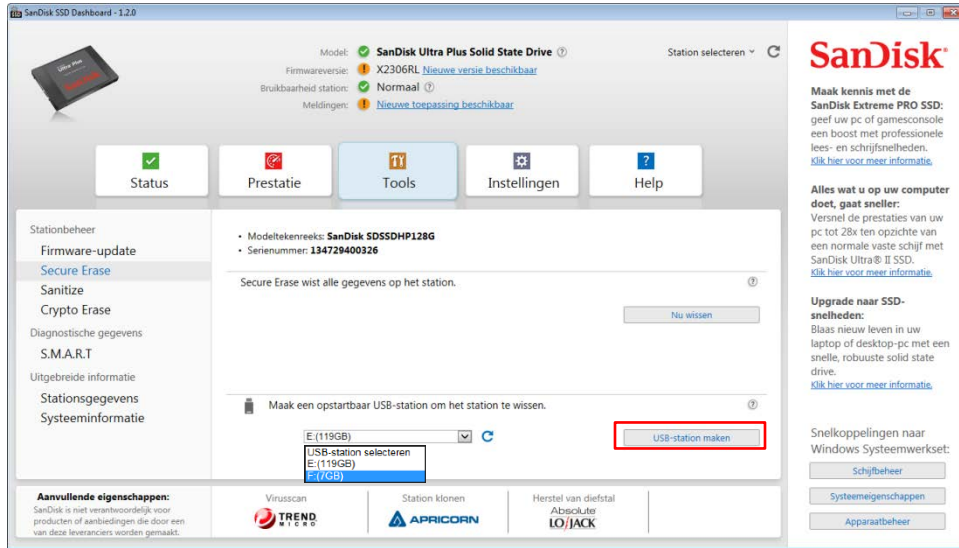 SanDisk SSD Dashboard - 1.2.0
Model: SanDisk Ultra Plus Solid State Drive
Firmwareversie: X2306RL Nieuwe versie beschikbaar
Bruikbaarheid station: Normaal
Meldingen: Nieuwe toepassing beschikbaar
Station selecteren
Status
Prestatie
Tools
Instellingen
Help
Stationbeheer
Firmware-update
Secure Erase
Sanitize
Crypto Erase
Diagnostische gegevens
S.M.A.R.T
Uitgebreide informatie
Stationsgegevens
Systeeminformatie
• Modeltekenreeks: SanDisk SDSSDHP128G
• Serienummer: 134729400326
Secure Erase wist alle gegevens op het station.
Nu wissen
Maak een opstartbaar USB-station om het station te wissen.
E:(119GB)
USB-station selecteren
E:(119GB)
F:(7GB)
USB-station maken
Aanvullende eigenschappen:
SanDisk is niet verantwoordelijk voor
producten of aanbiedingen die door een
van deze leveranciers worden gemaakt.
Virusscan
TREND
MICRO
Station klonen
APRICORN
Herstel van diefstal
Absolute
LO/JACK
SanDisk
Maak kennis met de
SanDisk Extreme PRO SSD:
geef uw pc of gamesconsole
een boost met professionele
lees- en schrijfsnelheden.
Klik hier voor meer informatie.
Alles wat u op uw computer
doet, gaat sneller:
Versnel de prestaties van uw
pc tot 28x ten opzichte van
een normale vaste schijf met
SanDisk Ultra® II SSD.
Klik hier voor meer informatie.
Upgrade naar SSD-
snelheden:
Blaas nieuw leven in uw
laptop of desktop-pc met een
snelle, robuuste solid state
drive.
Klik hier voor meer informatie.
Snelkoppelingen naar
Windows Systeemwerkset:
Schijfbeheer
Systeemeigenschappen
Apparaatbeheer